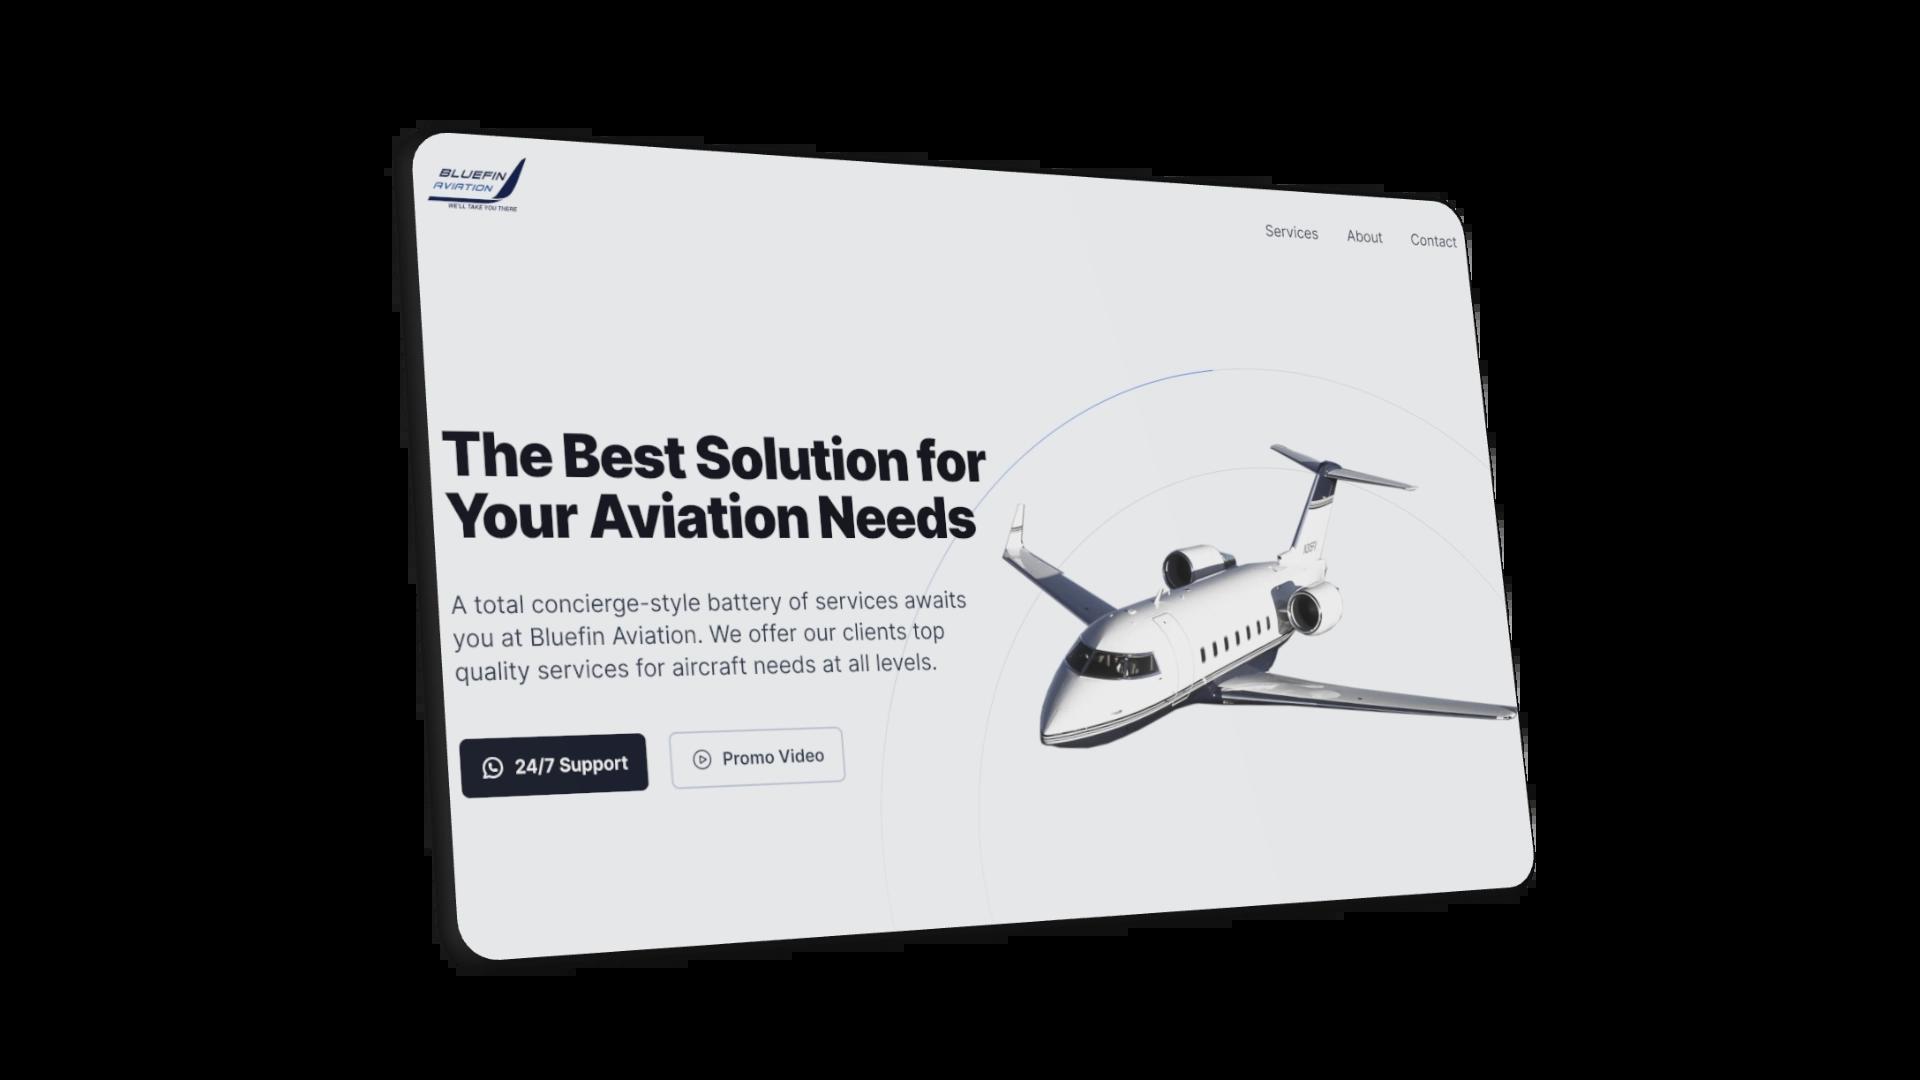 BLUEFIN
AVIATION
WE'LL TAKE YOU THERE
Services
About
Contact
The Best Solution for
Your Aviation Needs
A total concierge-style battery of services awaits
you at Bluefin Aviation. We offer our clients top
quality services for aircraft needs at all levels.
24/7 Support
Promo Video